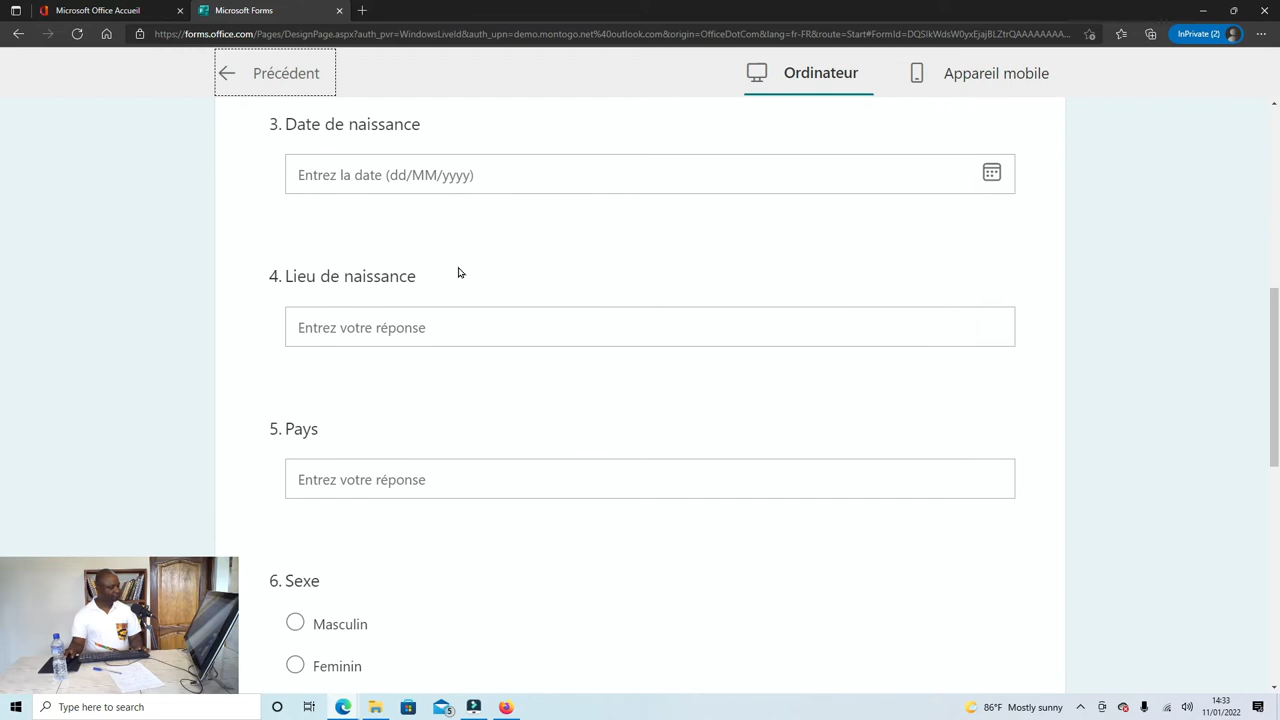 Microsoft Office Accueil
Microsoft Forms
https://forms.office.com/Pages/DesignPage.aspx?auth_pvr=WindowsLiveId&auth_upn=demo.montogo.net%40outlook.com&origin=OfficeDotCom&lang=fr-FR&route=Start#FormId=DQSIkWdsW0yxEjajBLZtrQAAAAAAAA...
InPrivate (2)
Précédent
Ordinateur
Appareil mobile
3. Date de naissance
Entrez la date (dd/MM/yyyy)
4. Lieu de naissance
Entrez votre réponse
5. Pays
Entrez votre réponse
6. Sexe
Masculin
Feminin
Type here to search
5
86°F Mostly sunny
14:33
11/01/2022